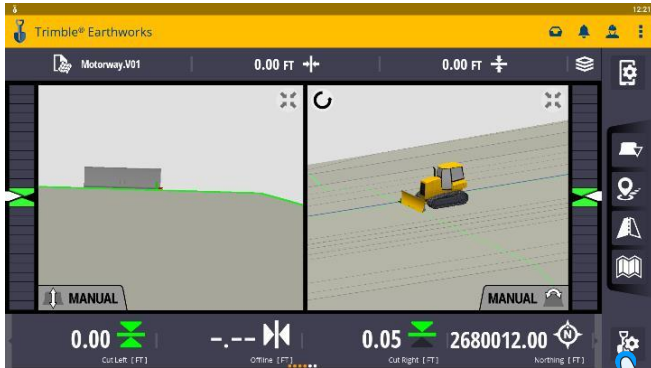 12:21
Trimble® Earthworks
Motorway.V01
0.00 FT
0.00 FT
MANUAL
MANUAL
0.00
-.--
0.05
2680012.00
N
Cut Left [FT]
Offline [FT]
Cut Right [FT]
Northing [FT]